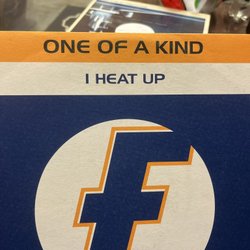 ONE OF A KIND
I HEAT UP
F